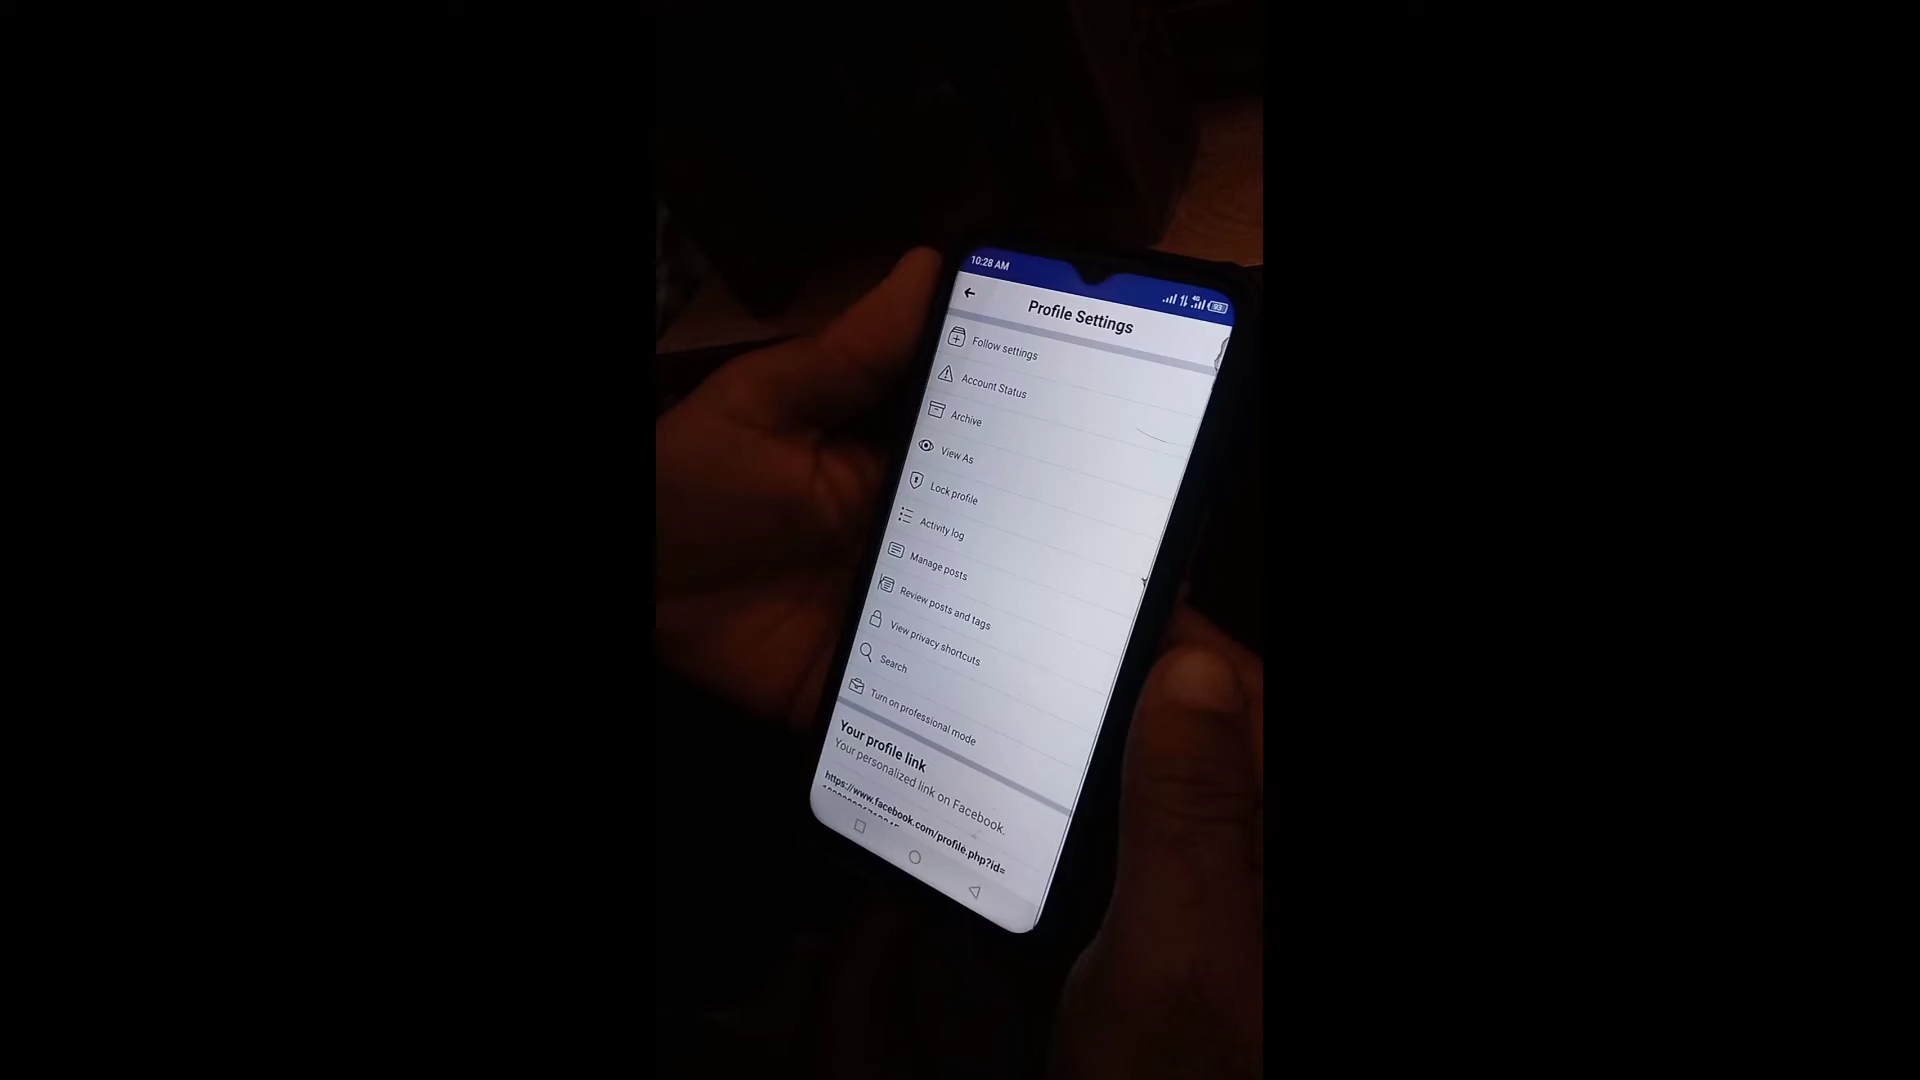 10:28 AM
4G
93
Profile Settings
Follow settings
Account Status
Archive
View As
Lock profile
Activity log
Manage posts
Review posts and tags
View privacy shortcuts
Search
Turn on professional mode
Your profile link
Your personalized link on Facebook.
https://www.facebook.com/profile.php?id=